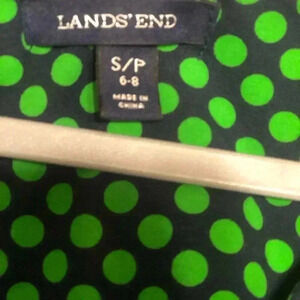 LANDS' END
S/P
6-8
MADE IN
CHINA